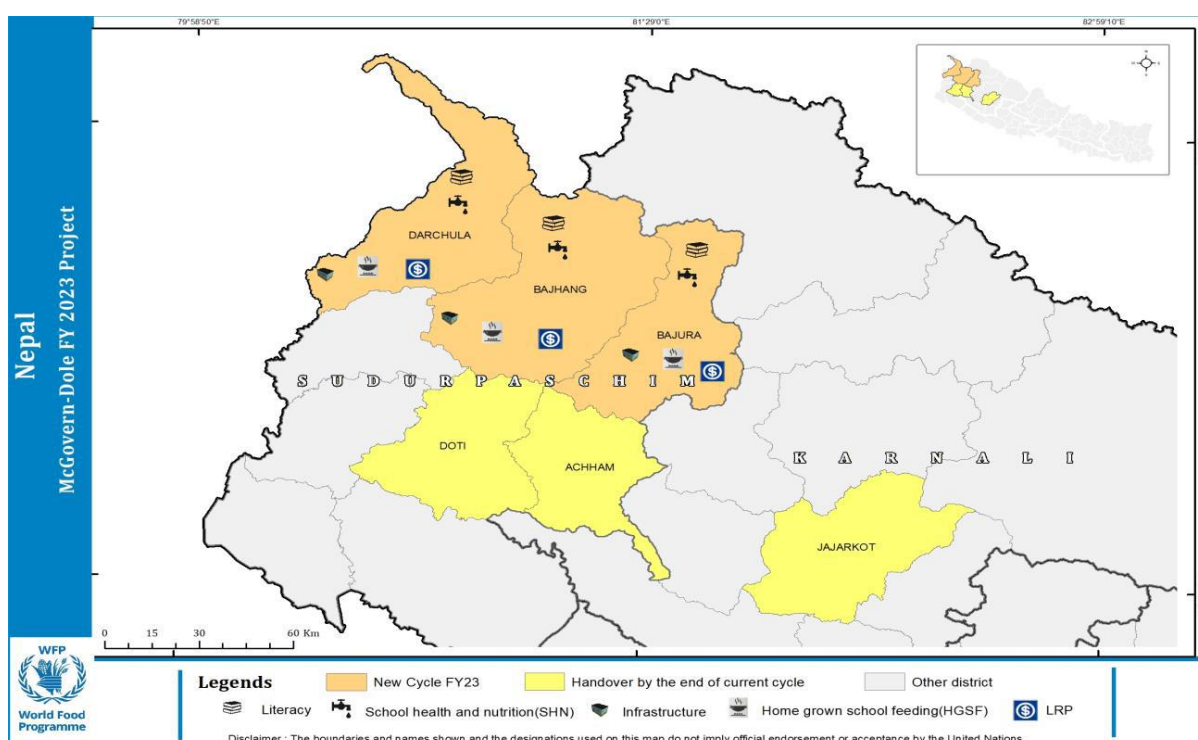 79°58'50"E 81°29'0"E 82°59'10"E
Nepal
McGovern-Dole FY 2023 Project
DARCHULA
BAJHANG
BAJURA
SUDURPASCHIM
DOTI
ACHHAM
KARNALI
JAJARKOT
0 15 30 60 Km
WFP
World Food
Programme
Legends New Cycle FY23 Handover by the end of current cycle Other district
Literacy School health and nutrition(SHN) Infrastructure Home grown school feeding(HGSF) LRP
Disclaimer : The boundaries and names shown and the designations used on this map do not imply official endorsement or acceptance by the United Nations